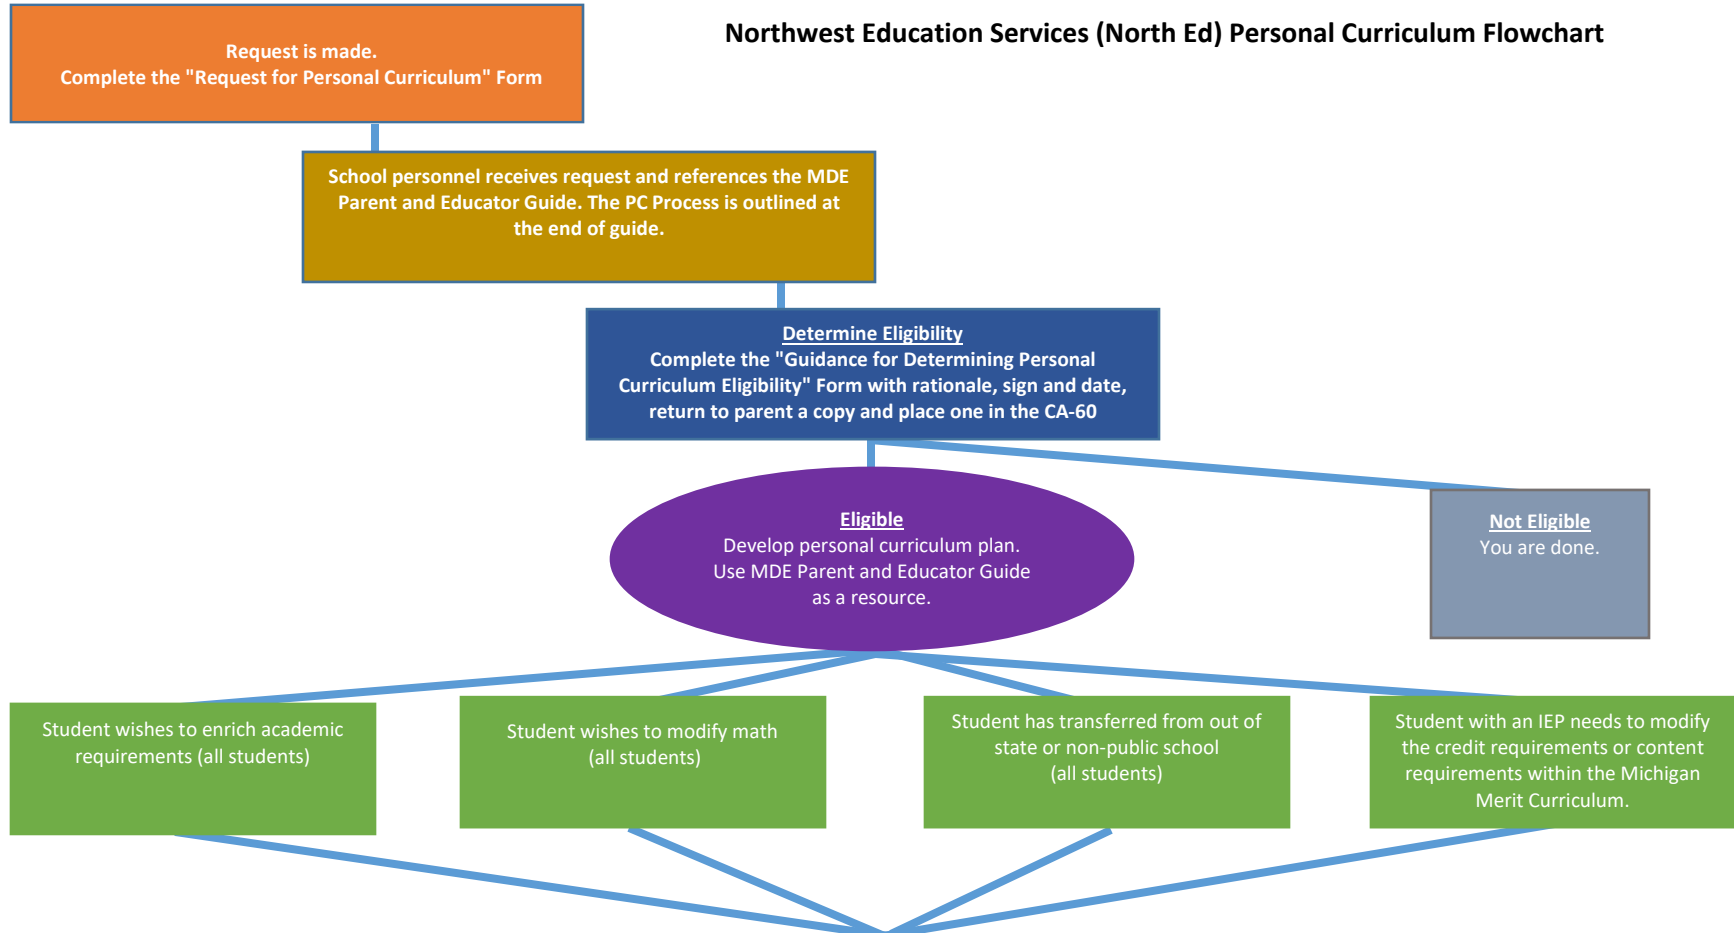 Northwest Education Services (North Ed) Personal Curriculum Flowchart
Request is made.
Complete the "Request for Personal Curriculum" Form
School personnel receives request and references the MDE
Parent and Educator Guide. The PC Process is outlined at
the end of guide.
Determine Eligibility
Complete the "Guidance for Determining Personal
Curriculum Eligibility" Form with rationale, sign and date,
return to parent a copy and place one in the CA-60
Eligible
Develop personal curriculum plan.
Use MDE Parent and Educator Guide
as a resource.
Not Eligible
You are done.
Student wishes to enrich academic
requirements (all students)
Student wishes to modify math
(all students)
Student has transferred from out of
state or non-public school
(all students)
Student with an IEP needs to modify
the credit requirements or content
requirements within the Michigan
Merit Curriculum.